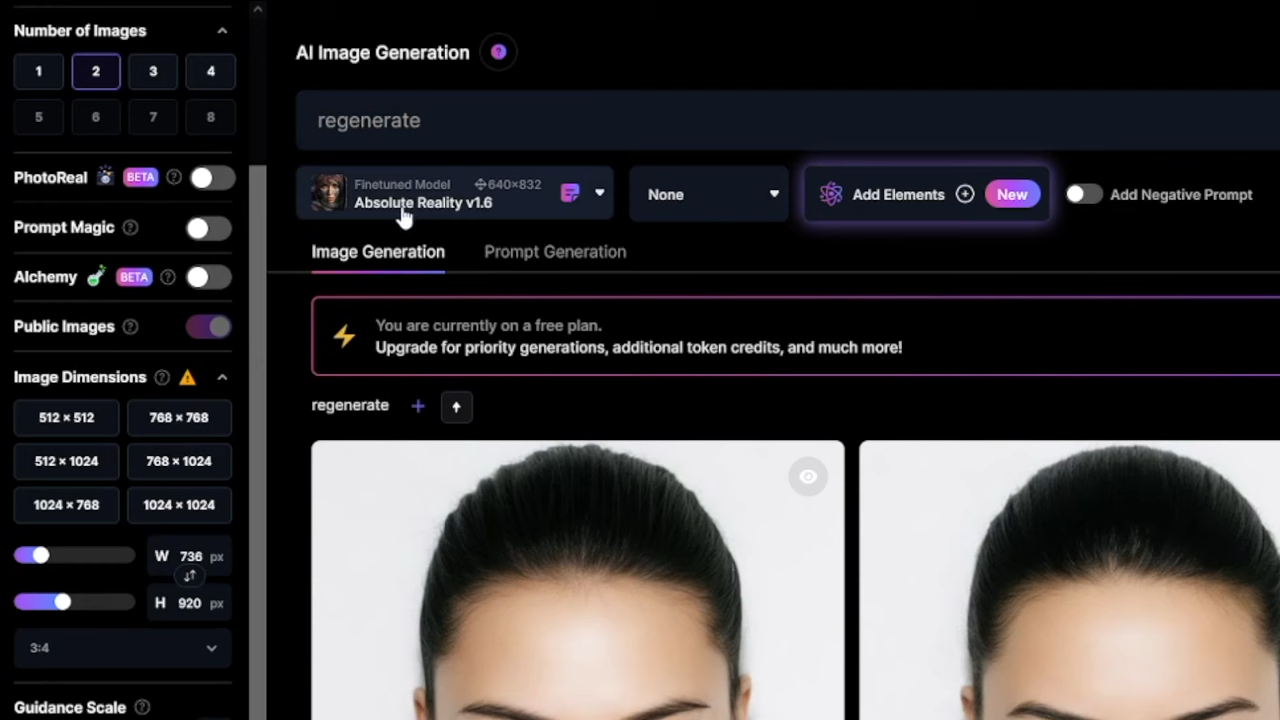 Number of Images
1 2 3 4
5 6 7 8
PhotoReal BETA
Prompt Magic
Alchemy BETA
Public Images
Image Dimensions
512 × 512 768 × 768
512 × 1024 768 × 1024
1024 × 768 1024 × 1024
W 736 px
H 920 px
3:4
Guidance Scale
AI Image Generation ?
regenerate
Finetuned Model 640×832
Absolute Reality v1.6
None
Add Elements New
Add Negative Prompt
Image Generation Prompt Generation
You are currently on a free plan.
Upgrade for priority generations, additional token credits, and much more!
regenerate